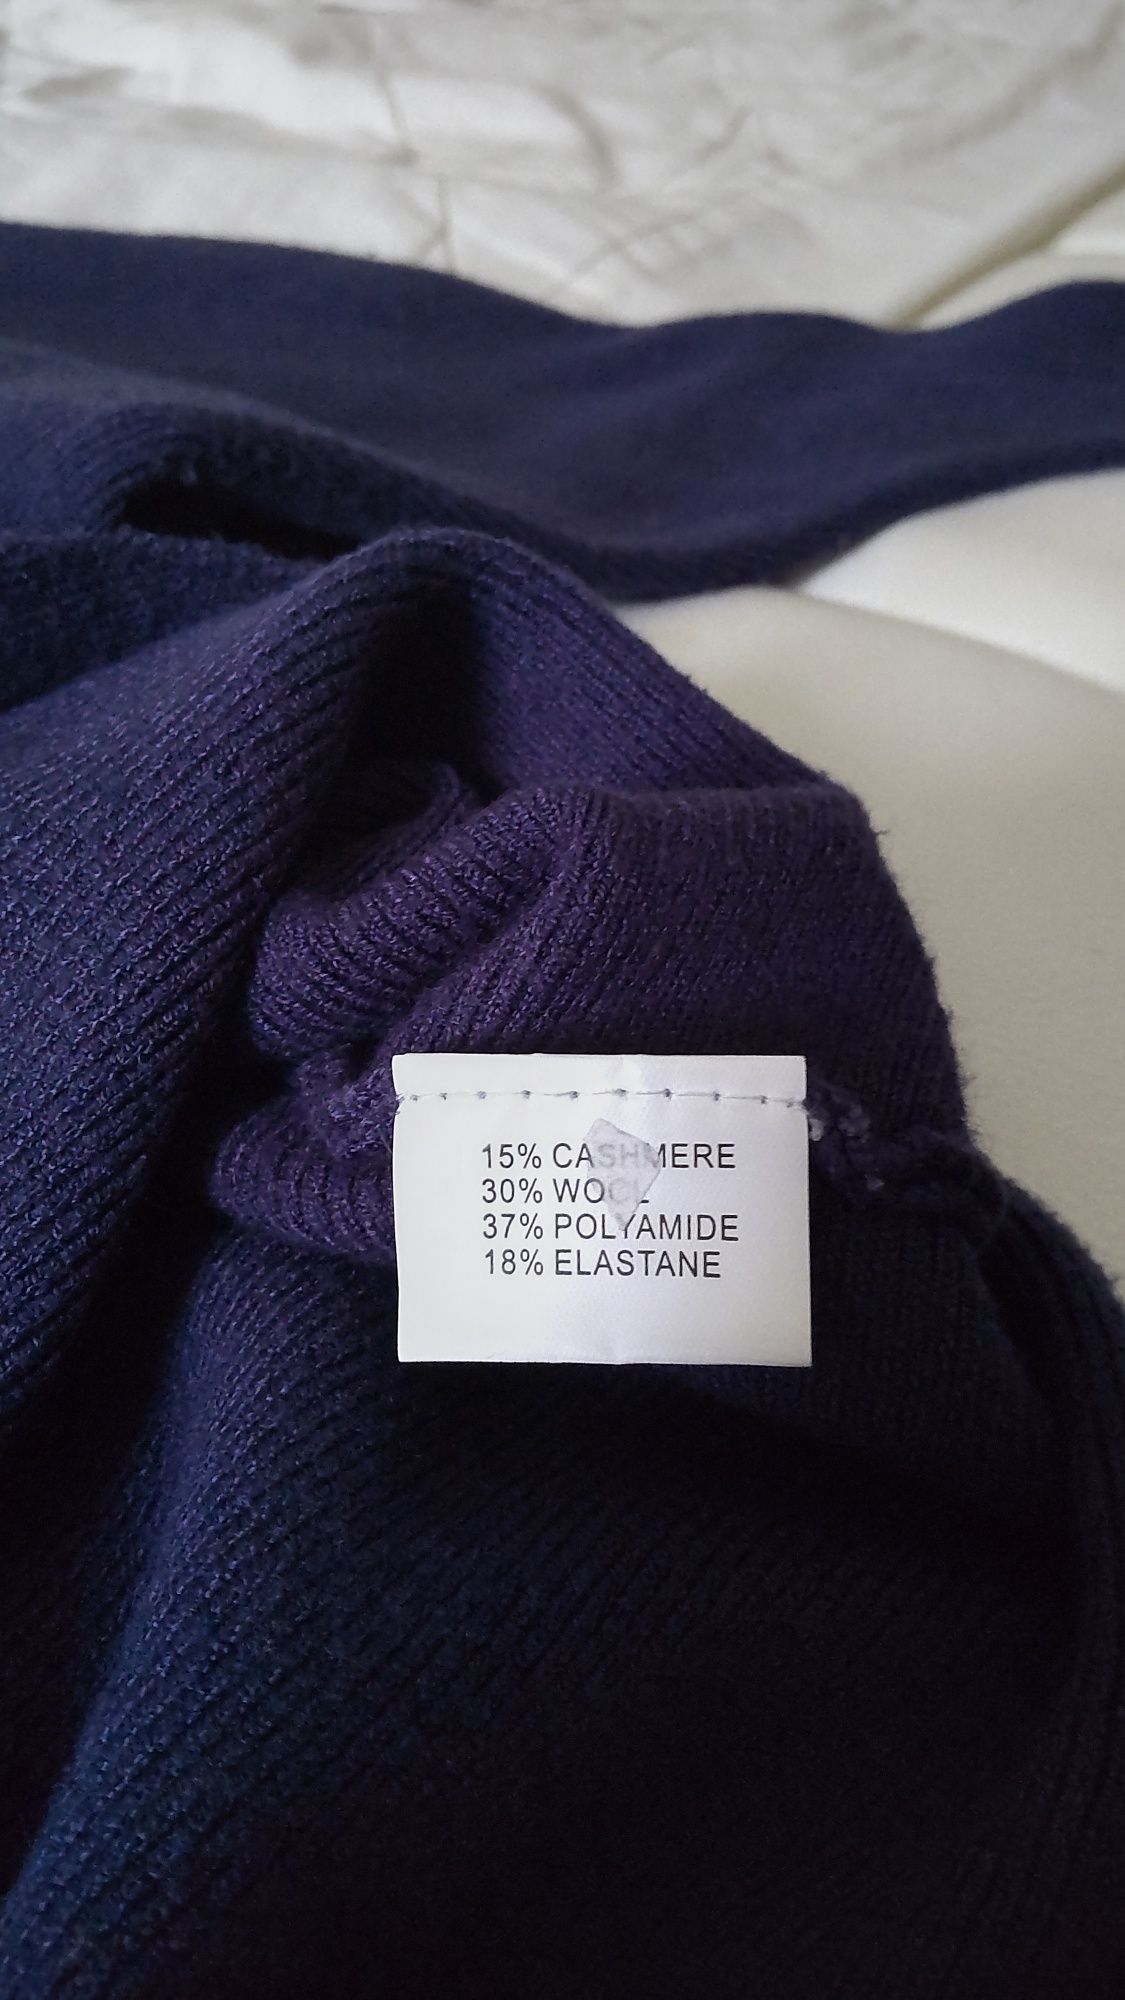 15% CASHMERE
30% WOOL
37% POLYAMIDE
18% ELASTANE